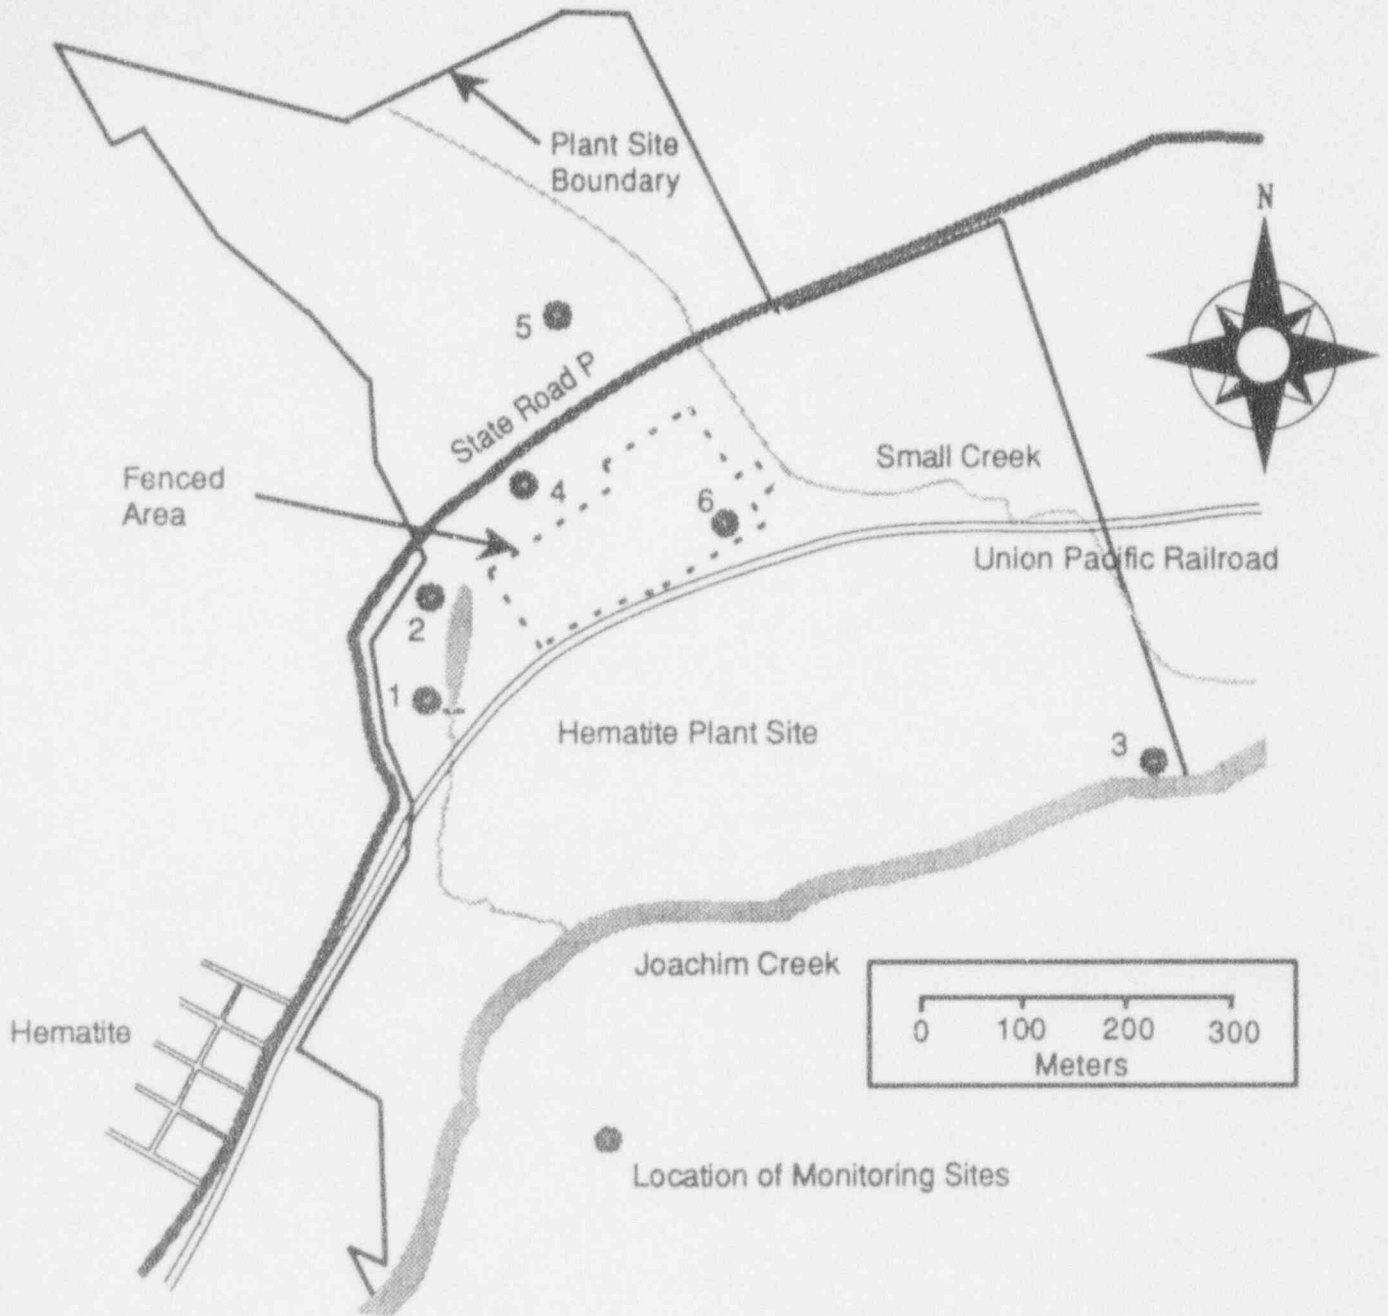 Plant Site
Boundary
N
5
State Road P
Small Creek
Fenced
Area
4
6
Union Pacific Railroad
2
1
Hematite Plant Site
3
Joachim Creek
0 100 200 300
Meters
Hematite
Location of Monitoring Sites